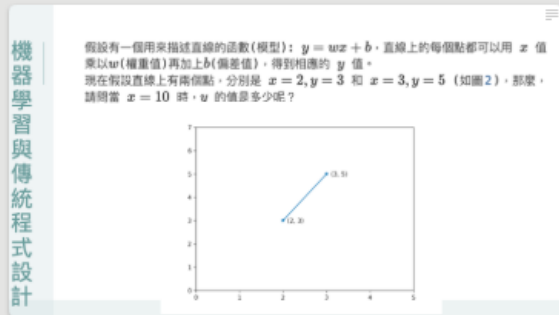 機器學習與傳統程式設計
假設有一個用來描述直線的函數(模型): y = wx + b，直線上的每個點都可以用 x 值
乘以w(權重值)再加上b(偏差值)，得到相應的 y 值。
現在假設直線上有兩個點，分別是 x = 2, y = 3 和 x = 3, y = 5 (如圖2)，那麼，
請問當 x = 10 時，y 的值是多少呢？
7
6
5
4
3
2
1
0
(3, 5)
(2, 3)
0 1 2 3 4 5